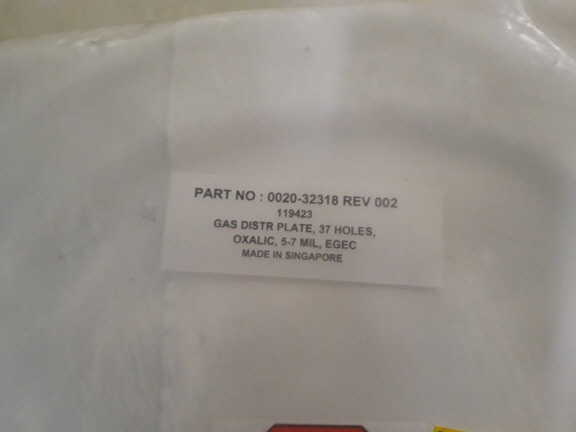 PART NO : 0020-32318 REV 002
119423
GAS DISTR PLATE, 37 HOLES,
OXALIC, 5-7 MIL, EGEC
MADE IN SINGAPORE